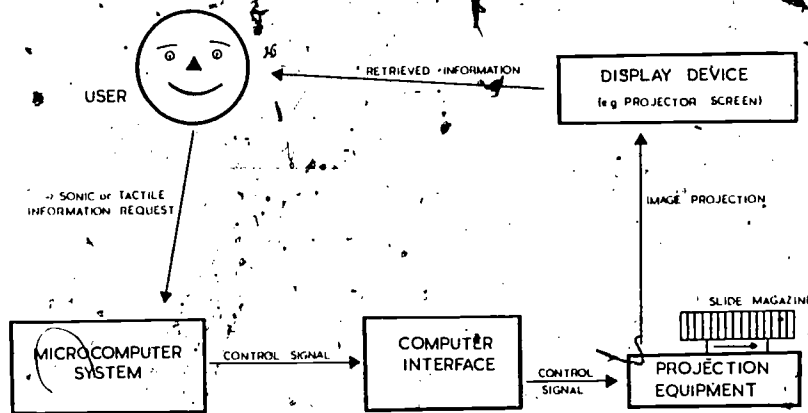 USER
RETRIEVED INFORMATION
DISPLAY DEVICE
(e g PROJECTOR SCREEN)
SONIC or TACTILE
INFORMATION REQUEST
IMAGE PROJECTION
SLIDE MAGAZINE
MICROCOMPUTER
SYSTEM
CONTROL SIGNAL
COMPUTER
INTERFACE
CONTROL
SIGNAL
PROJECTION
EQUIPMENT